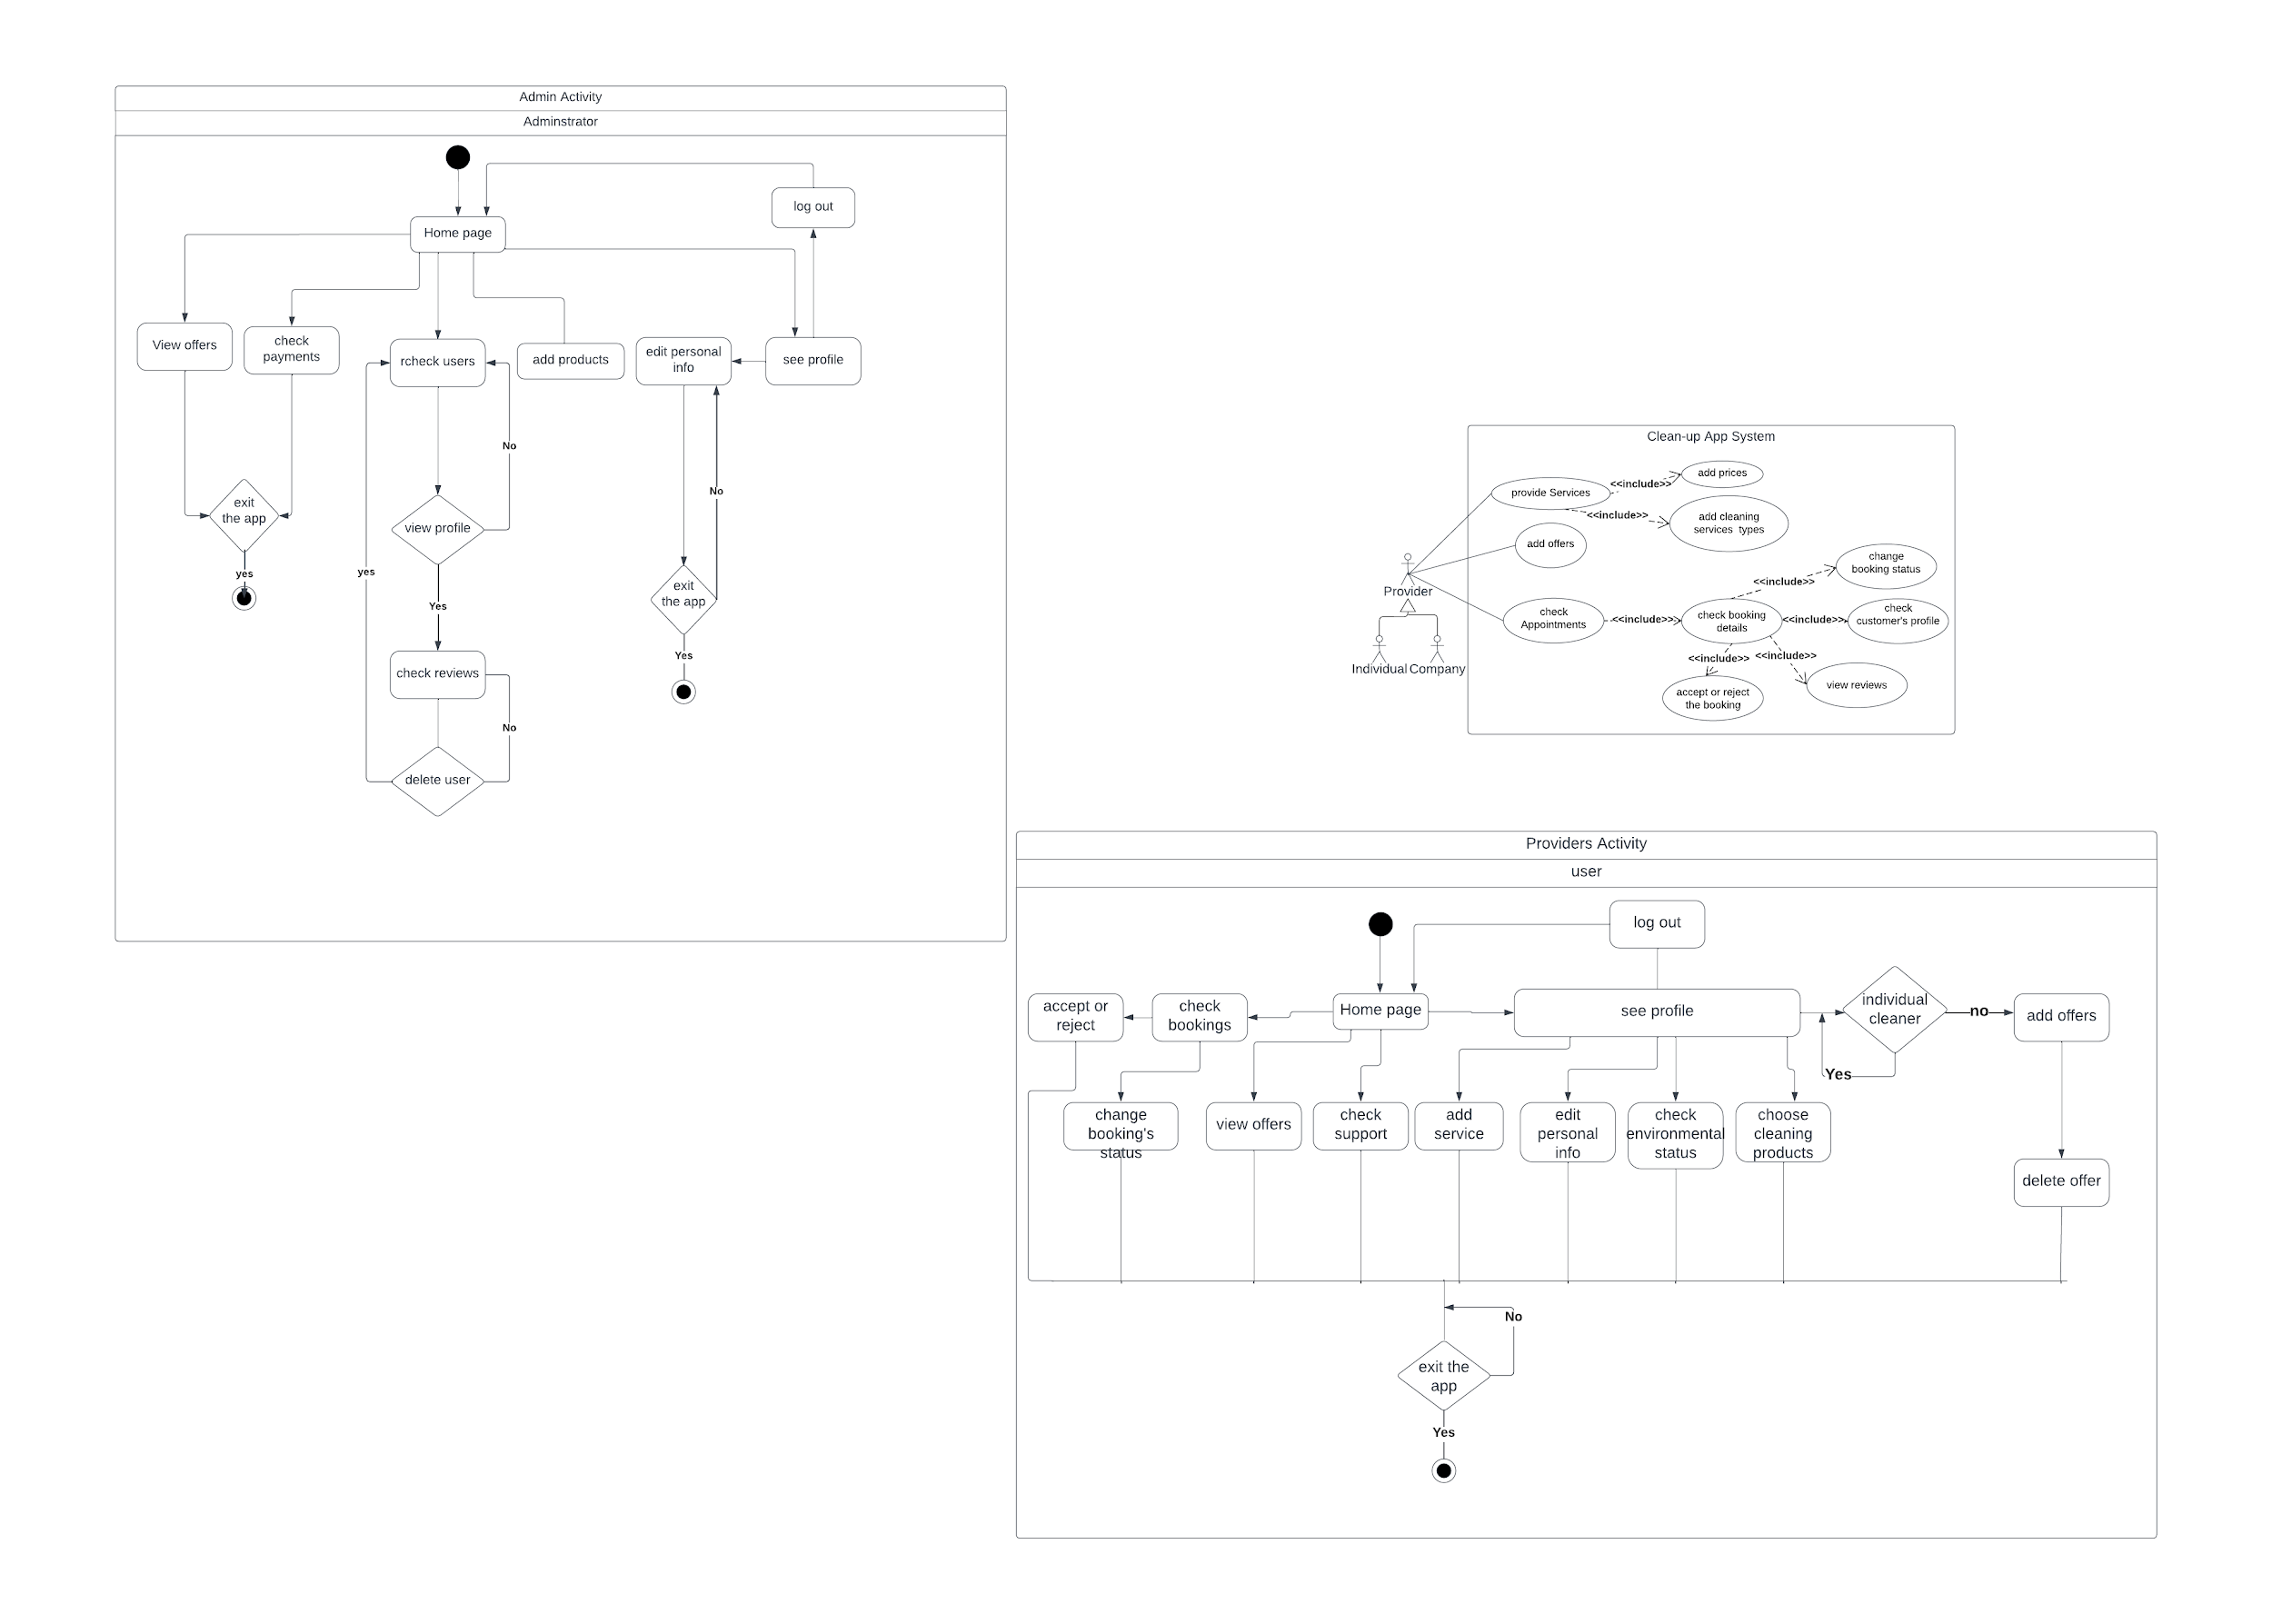 Admin Activity
Adminstrator
log out
Home page
View offers
check
payments
rcheck users
add products
edit personal
info
see profile
No
No
exit
the app
view profile
yes
yes
Yes
exit
the app
Yes
check reviews
No
delete user
Clean-up App System
add prices
<<include>>
provide Services
<<include>>
add cleaning
services types
add offers
change
booking status
<<include>>
Provider
check
Appointments
<<include>>
check booking
details
<<include>>
check
customer's profile
<<include>>
<<include>>
Individual
Company
accept or reject
the booking
view reviews
Providers Activity
user
log out
accept or
reject
check
bookings
Home page
see profile
individual
cleaner
no
add offers
Yes
change
booking's
status
view offers
check
support
add
service
edit
personal
info
check
environmental
status
choose
cleaning
products
delete offer
No
exit the
app
Yes